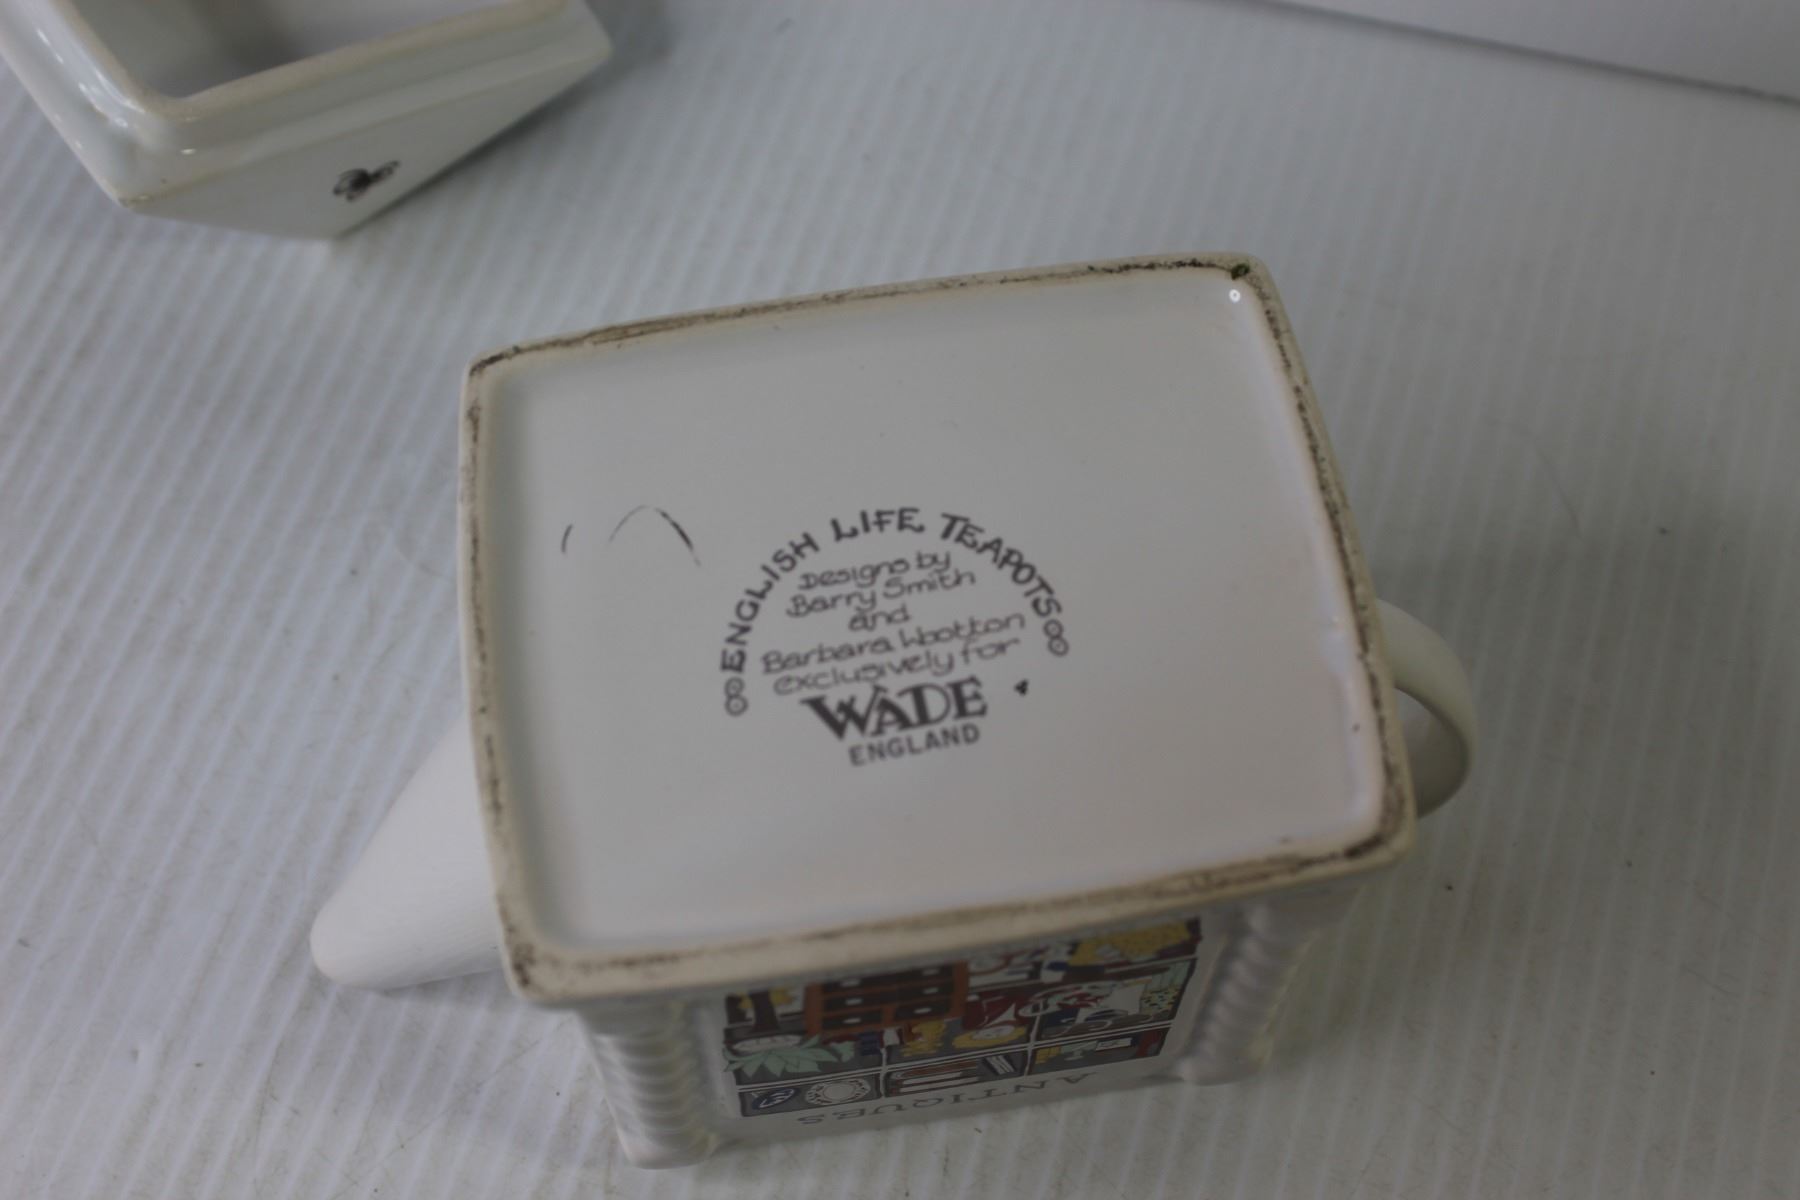 ENGLISH LIFE TEAPOTS
Designs by
Barry Smith
and
Barbara Wootton
exclusively for
WADE
ENGLAND
ANTIQUES